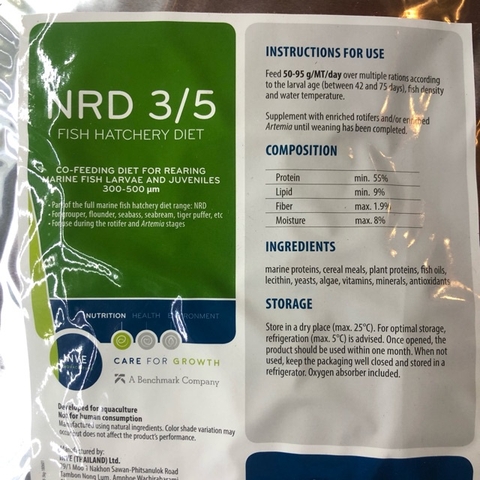 NRD 3/5
FISH HATCHERY DIET
CO-FEEDING DIET FOR REARING
MARINE FISH LARVAE AND JUVENILES
300-500 µm
• Part of the full marine fish hatchery diet range: NRD
• For grouper, flounder, seabass, seabream, tiger puffer, etc
• For use during the rotifer and Artemia stages
NUTRITION HEALTH ENVIRONMENT
INVE
CARE FOR GROWTH
A Benchmark Company
Developed for aquaculture
Not for human consumption
Manufactured using natural ingredients. Color shade variation may
occur but does not affect the product's performance.
Manufactured by:
INVE (THAILAND) Ltd.
79/1 Moo 1 Nakhon Sawan-Phitsanulok Road
Tambon Nong Lum, Amphoe Wachirabarami
INSTRUCTIONS FOR USE
Feed 50-95 g/MT/day over multiple rations according
to the larval age (between 42 and 75 days), fish density
and water temperature.
Supplement with enriched rotifers and/or enriched
Artemia until weaning has been completed.
COMPOSITION
Protein min. 55%
Lipid min. 9%
Fiber max. 1.9%
Moisture max. 8%
INGREDIENTS
marine proteins, cereal meals, plant proteins, fish oils,
lecithin, yeasts, algae, vitamins, minerals, antioxidants
STORAGE
Store in a dry place (max. 25°C). For optimal storage,
refrigeration (max. 5°C) is advised. Once opened, the
product should be used within one month. When not
used, keep the packaging well closed and stored in a
refrigerator. Oxygen absorber included.